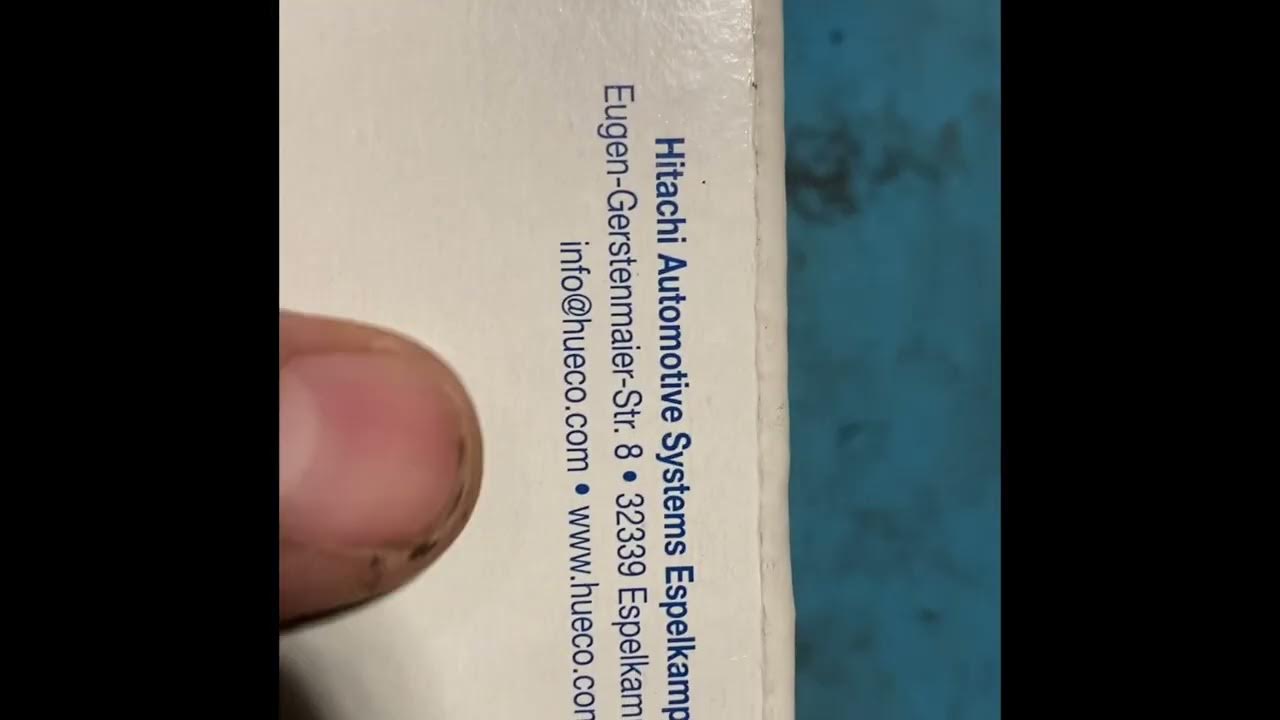 Hitachi Automotive Systems Espelkamp
Eugen-Gerstenmaier-Str. 8 • 32339 Espelkam
info@hueco.com • www.hueco.com